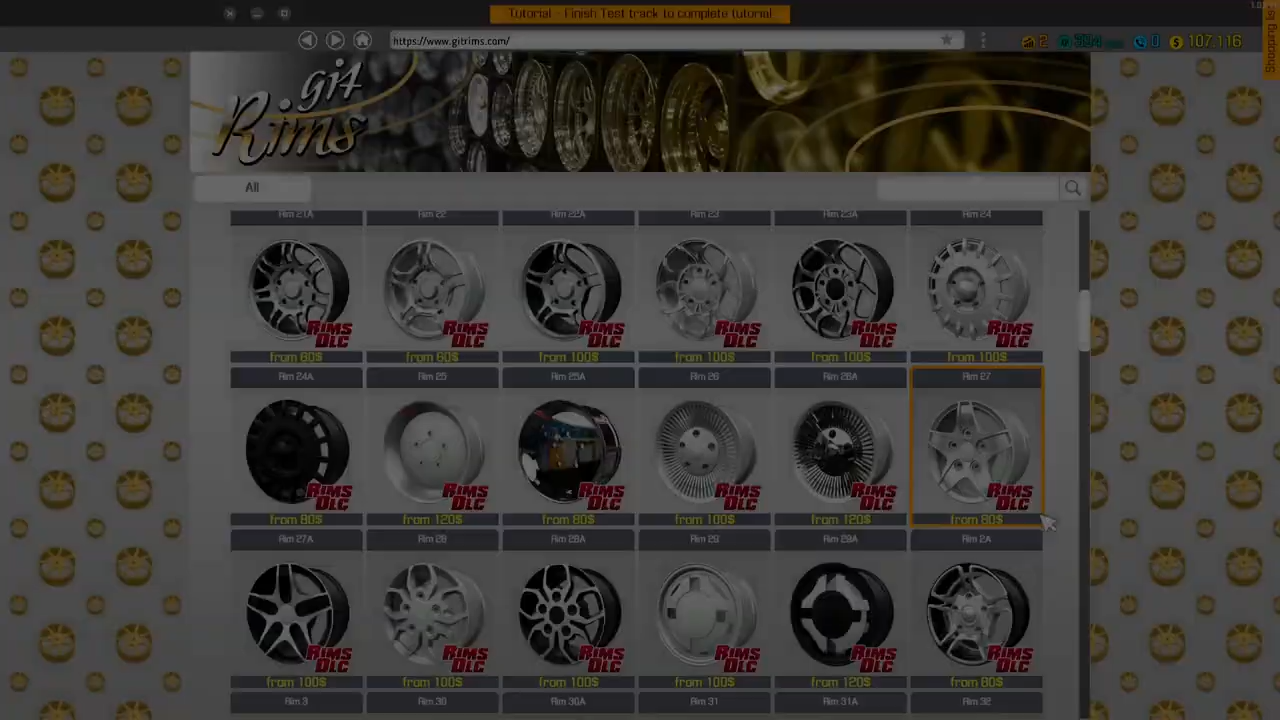 1.0.
Tutorial - Finish Test track to complete tutorial
https://www.gitrims.com/
2
0
107,116
Shopping list
git
Rims
All
Rim 21A Rim 22 Rim 22A Rim 23 Rim 23A Rim 24
RIMS DLC RIMS DLC RIMS DLC RIMS DLC RIMS DLC RIMS DLC
from 60$ from 60$ from 100$ from 100$ from 100$ from 100$
Rim 24A Rim 25 Rim 25A Rim 26 Rim 26A Rim 27
RIMS DLC RIMS DLC RIMS DLC RIMS DLC RIMS DLC RIMS DLC
from 80$ from 120$ from 80$ from 100$ from 120$ from 80$
Rim 27A Rim 28 Rim 28A Rim 29 Rim 29A Rim 2A
RIMS DLC RIMS DLC RIMS DLC RIMS DLC RIMS DLC RIMS DLC
from 100$ from 100$ from 100$ from 100$ from 120$ from 80$
Rim 3 Rim 30 Rim 30A Rim 31 Rim 31A Rim 32